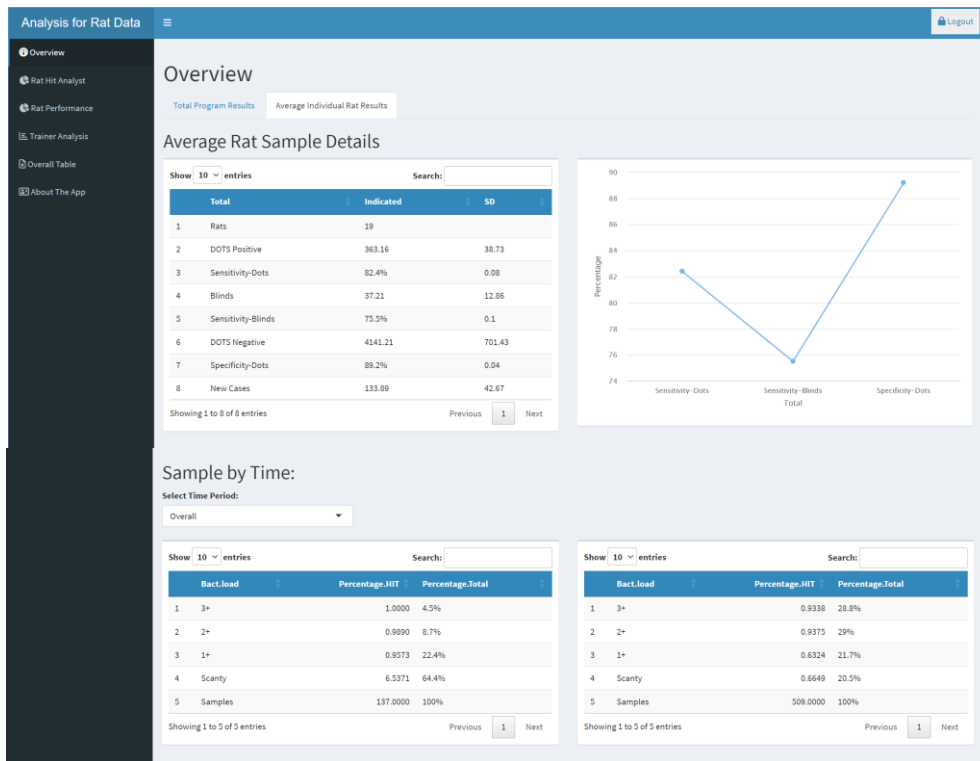 Analysis for Rat Data
Logout
Overview
Rat Hit Analyst
Rat Performance
Trainer Analysis
Overall Table
About The App
Overview
Total Program Results Average Individual Rat Results
Average Rat Sample Details
Show 10 entries Search:
Total Indicated SD
1 Rats 19
2 DOTS Positive 363.16 38.73
3 Sensitivity-Dots 82.4% 0.08
4 Blinds 37.21 12.86
5 Sensitivity-Blinds 75.5% 0.1
6 DOTS Negative 4141.21 701.43
7 Specificity-Dots 89.2% 0.04
8 New Cases 133.89 42.67
Showing 1 to 8 of 8 entries Previous 1 Next
90
88
86
84
82
80
78
76
74
Percentage
Sensitivity-Dots Sensitivity-Blinds Specificity-Dots
Total
Sample by Time:
Select Time Period:
Overall
Show 10 entries Search:
Bact.load Percentage.HIT Percentage.Total
1 3+ 1.0000 4.5%
2 2+ 0.9890 8.7%
3 1+ 0.9573 22.4%
4 Scanty 6.5371 64.4%
5 Samples 137.0000 100%
Showing 1 to 5 of 5 entries Previous 1 Next
Show 10 entries Search:
Bact.load Percentage.HIT Percentage.Total
1 3+ 0.9338 28.8%
2 2+ 0.9375 29%
3 1+ 0.6324 21.7%
4 Scanty 0.6649 20.5%
5 Samples 509.0000 100%
Showing 1 to 5 of 5 entries Previous 1 Next